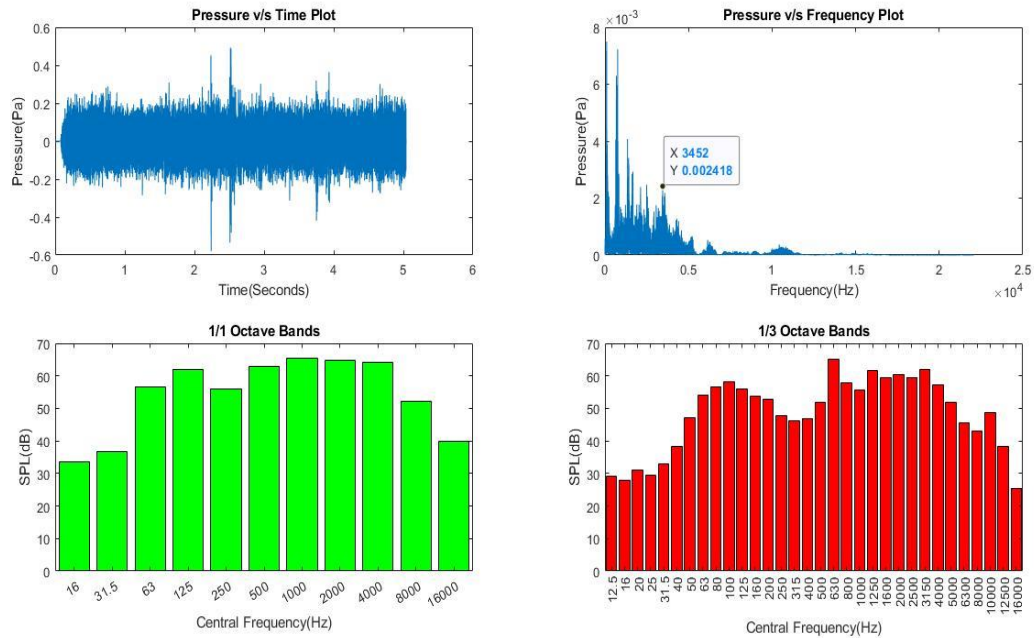 Pressure v/s Time Plot
0.6
0.4
0.2
0
-0.2
-0.4
-0.6
Pressure(Pa)
0 1 2 3 4 5 6
Time(Seconds)
Pressure v/s Frequency Plot
×10⁻³
8
6
4
2
0
Pressure(Pa)
X 3452
Y 0.002418
0 0.5 1 1.5 2 2.5
×10⁴
Frequency(Hz)
1/1 Octave Bands
70
60
50
40
30
20
10
0
SPL(dB)
16 31.5 63 125 250 500 1000 2000 4000 8000 16000
Central Frequency(Hz)
1/3 Octave Bands
70
60
50
40
30
20
10
0
SPL(dB)
12.5 16 20 25 31.5 40 50 63 80 100 125 160 200 250 315 400 500 630 800 1000 1250 1600 2000 2500 3150 4000 5000 6300 8000 10000 12500 16000
Central Frequency(Hz)